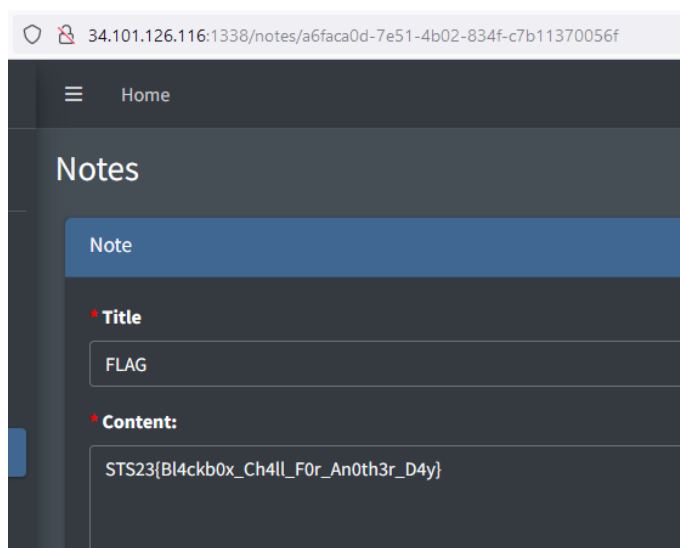 34.101.126.116:1338/notes/a6faca0d-7e51-4b02-834f-c7b11370056f
Home
Notes
Note
* Title
FLAG
* Content:
STS23{Bl4ckb0x_Ch4ll_F0r_An0th3r_D4y}